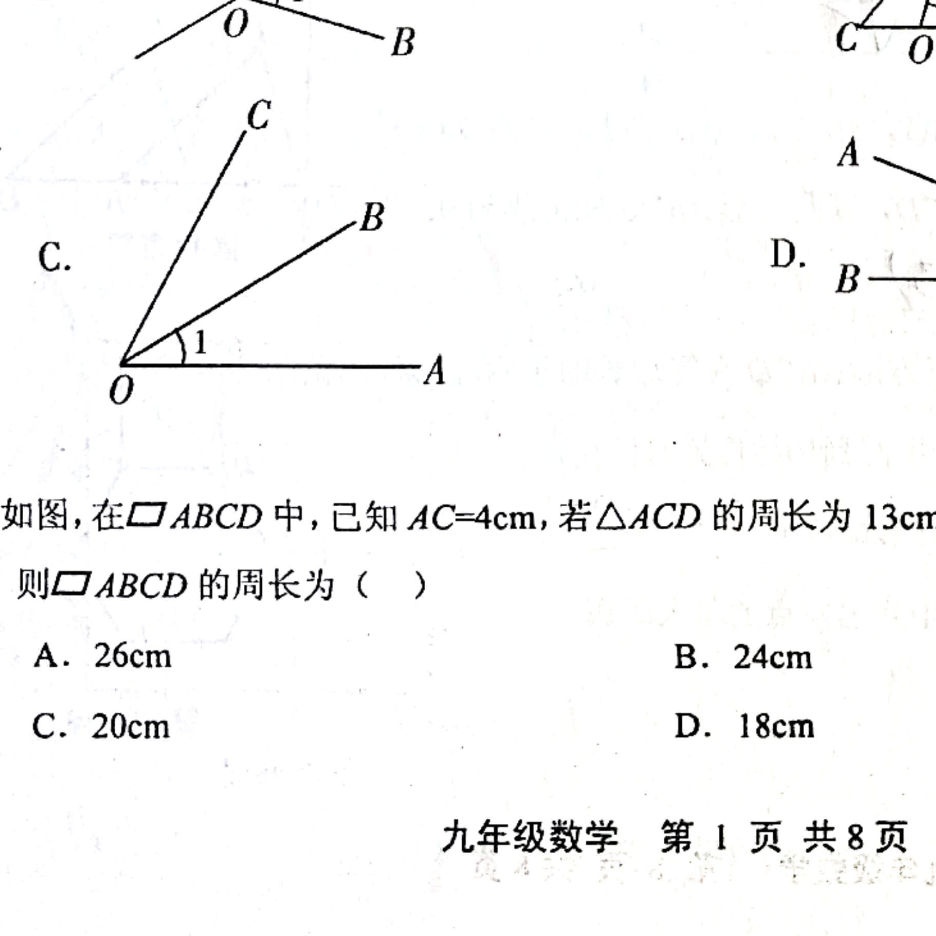 O B
C O
C
A
B
C. D.
B
1
O A
如图,在▱ABCD 中,已知 AC=4cm,若△ACD 的周长为 13cm
则▱ABCD 的周长为( )
A. 26cm B. 24cm
C. 20cm D. 18cm
九年级数学 第 1 页 共 8 页